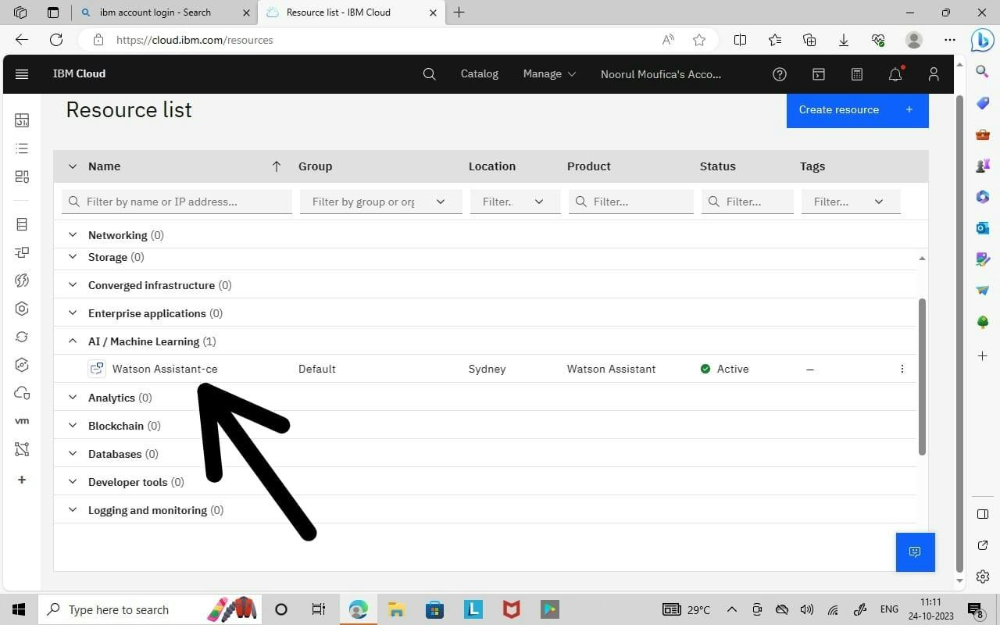 ibm account login - Search
Resource list - IBM Cloud
https://cloud.ibm.com/resources
IBM Cloud
Catalog
Manage
Noorul Moufica's Acco...
Resource list
Create resource +
Name
Group
Location
Product
Status
Tags
Filter by name or IP address...
Filter by group or org
Filter..
Filter...
Filter...
Filter...
Networking (0)
Storage (0)
Converged infrastructure (0)
Enterprise applications (0)
AI / Machine Learning (1)
Watson Assistant-ce
Default
Sydney
Watson Assistant
Active
—
Analytics (0)
Blockchain (0)
Databases (0)
Developer tools (0)
Logging and monitoring (0)
vm
Type here to search
L
29°C
ENG
11:11
24-10-2023
8